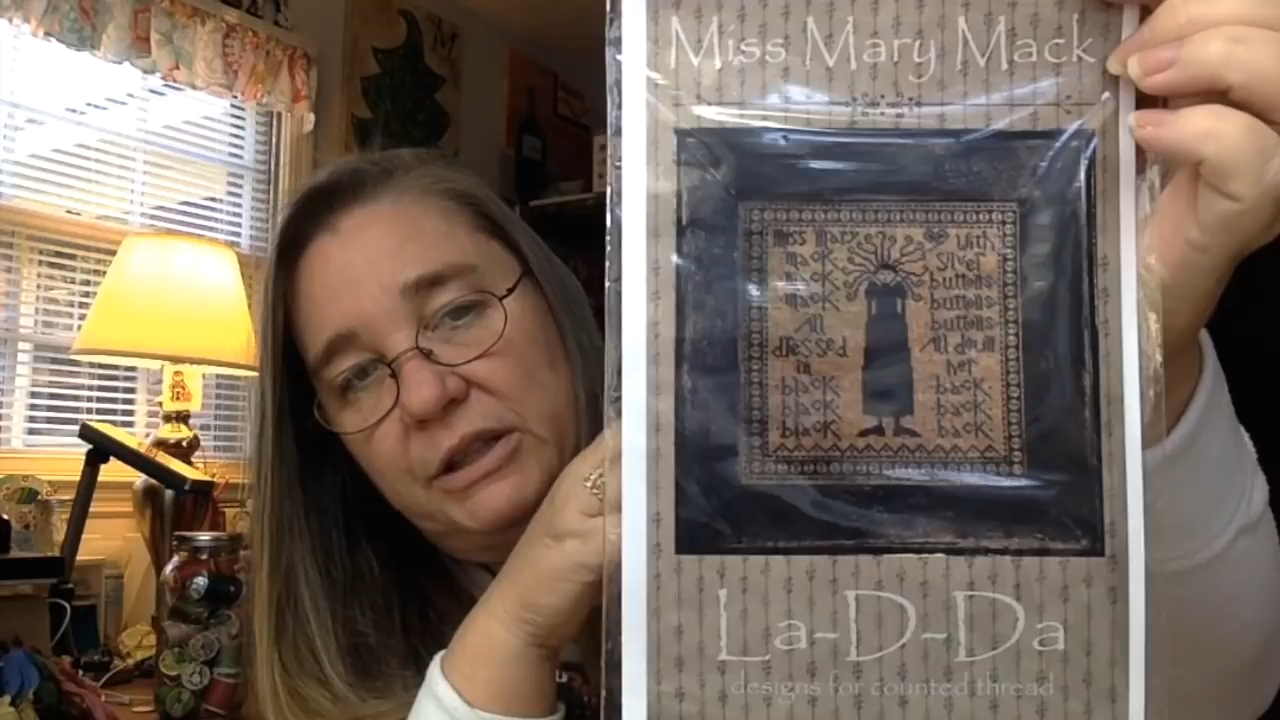 M
Miss Mary Mack
miss mary
mack
mack
mack
All
dressed
in
black
black
black
With
Silver
buttons
buttons
buttons
All down
her
back
back
back
La-D-Da
designs for counted thread